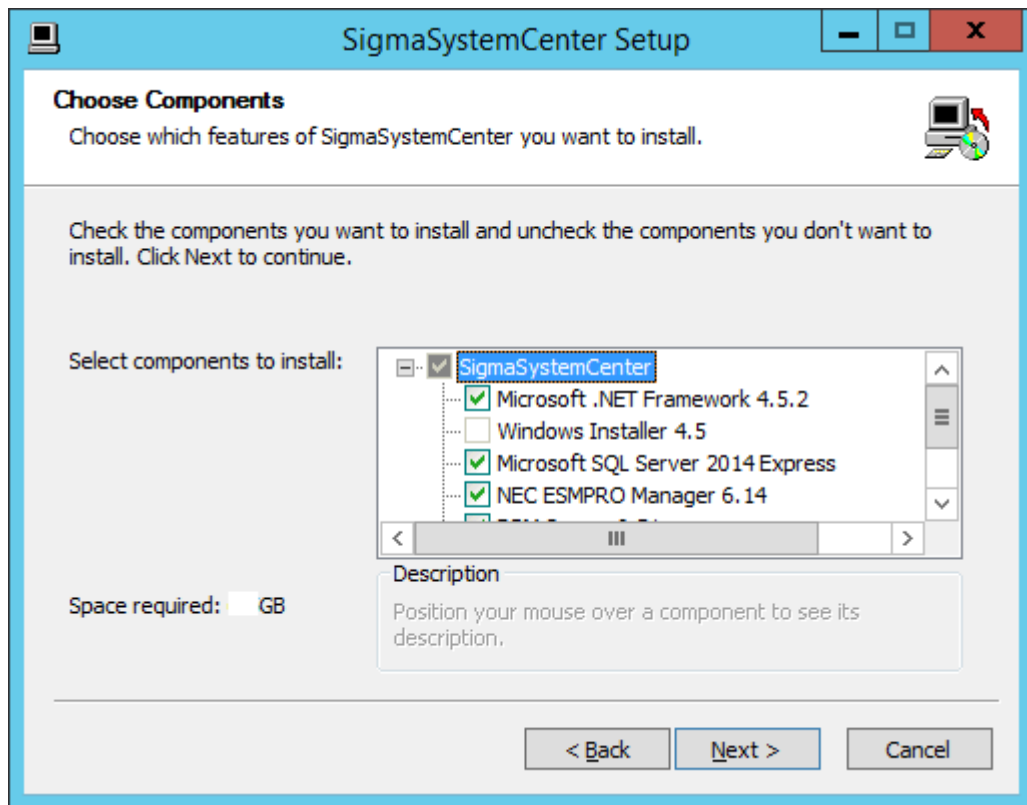 SigmaSystemCenter Setup
Choose Components
Choose which features of SigmaSystemCenter you want to install.
Check the components you want to install and uncheck the components you don't want to
install. Click Next to continue.
Select components to install:
SigmaSystemCenter
Microsoft .NET Framework 4.5.2
Windows Installer 4.5
Microsoft SQL Server 2014 Express
NEC ESMPRO Manager 6.14
Space required: GB
Description
Position your mouse over a component to see its
description.
< Back
Next >
Cancel